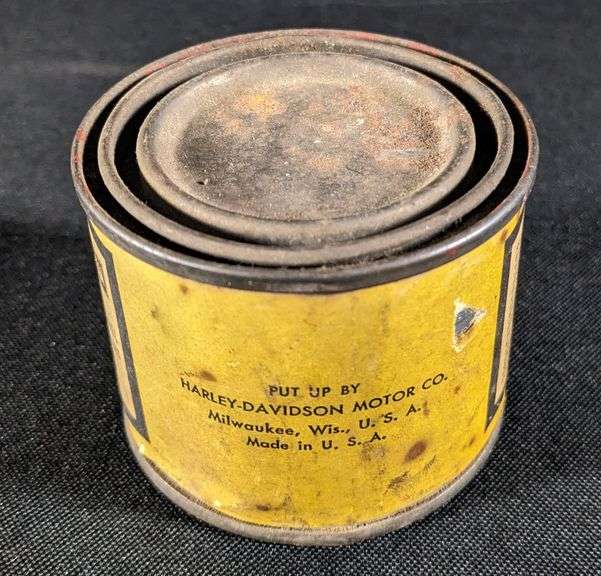 PUT UP BY
HARLEY-DAVIDSON MOTOR CO.
Milwaukee, Wis., U. S. A.
Made in U. S. A.